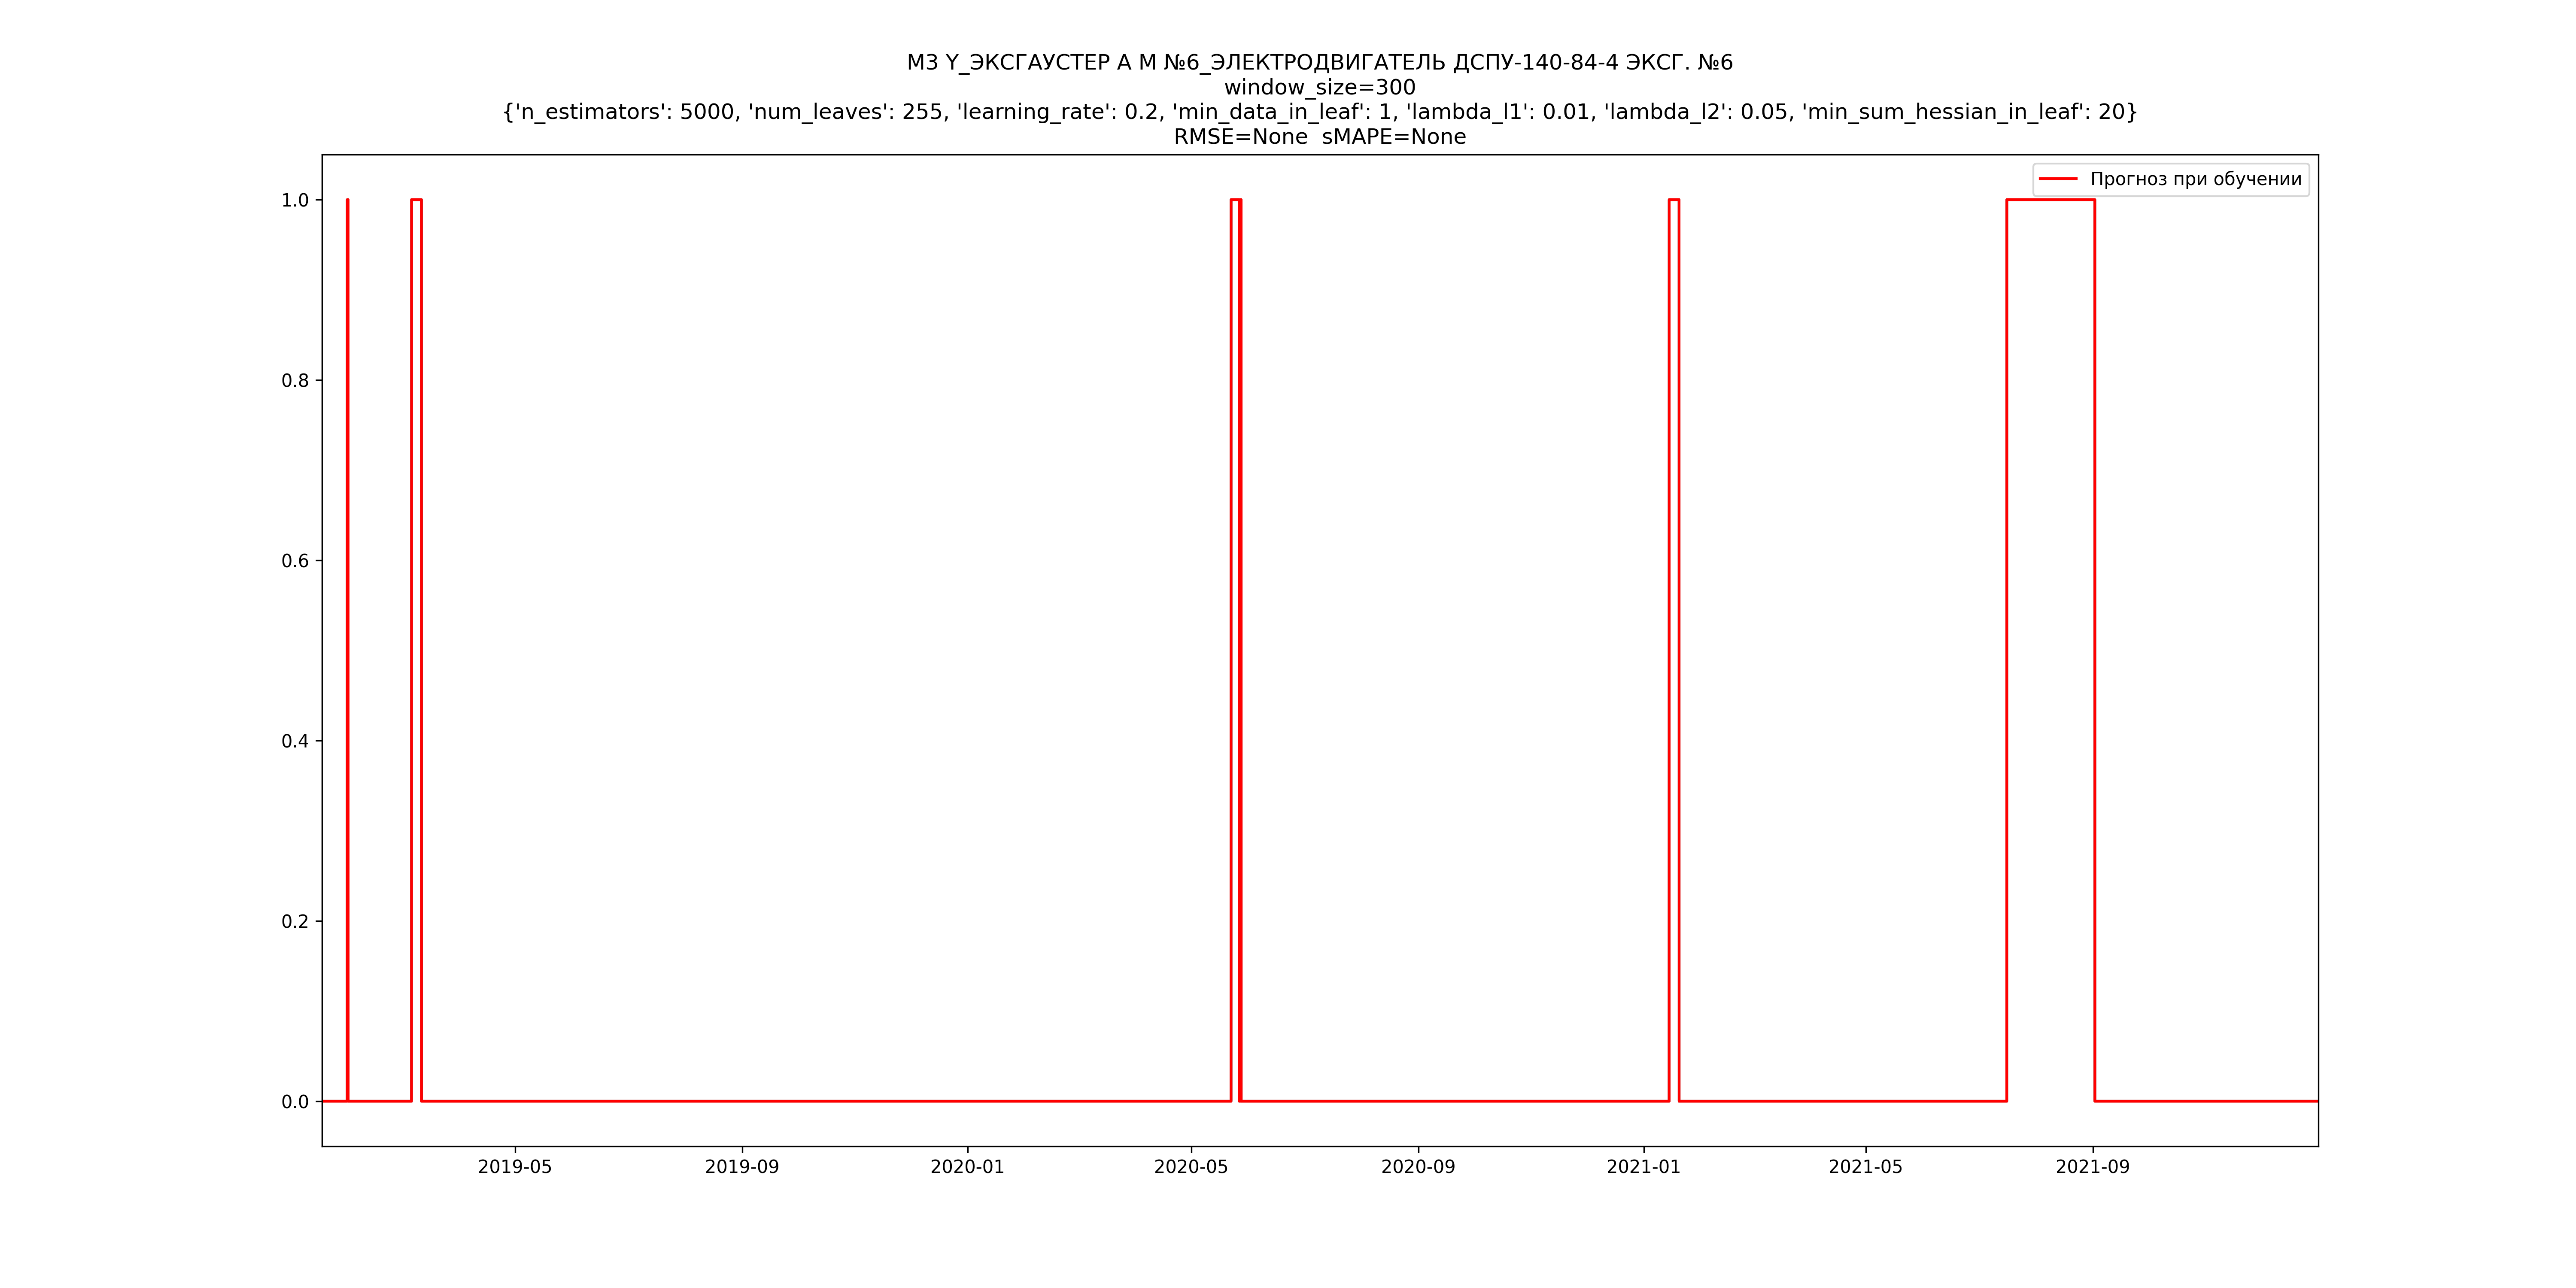 М3 Y_ЭКСГАУСТЕР А М №6_ЭЛЕКТРОДВИГАТЕЛЬ ДСПУ-140-84-4 ЭКСГ. №6
window_size=300
{'n_estimators': 5000, 'num_leaves': 255, 'learning_rate': 0.2, 'min_data_in_leaf': 1, 'lambda_l1': 0.01, 'lambda_l2': 0.05, 'min_sum_hessian_in_leaf': 20}
RMSE=None  sMAPE=None
Прогноз при обучении
1.0
0.8
0.6
0.4
0.2
0.0
2019-05
2019-09
2020-01
2020-05
2020-09
2021-01
2021-05
2021-09